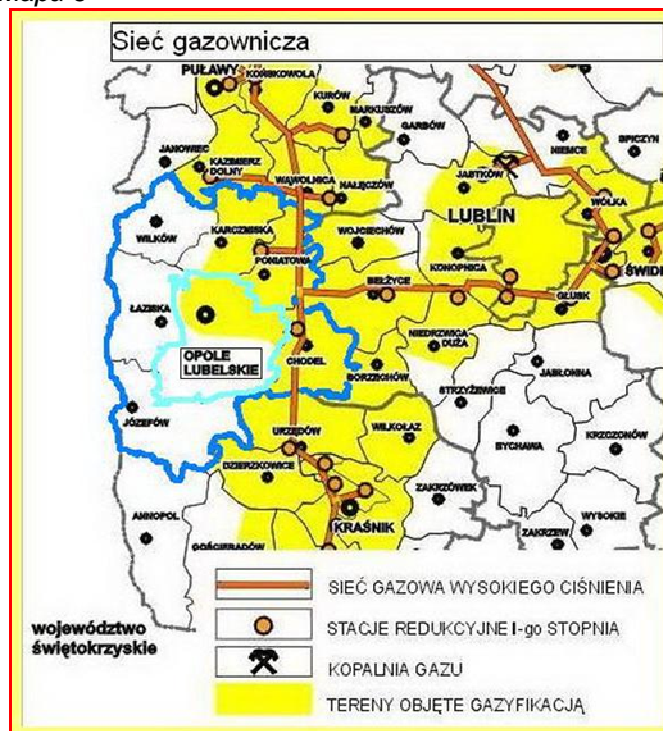 Sieć gazownicza
PUŁAWY
KOŃSKOWOLA
KURÓW
MARKUSZÓW
GARBÓW
NIEMCE
SPICZYN
JANOWIEC
KAZIMIERZ
DOLNY
WĄWOLNICA
NAŁĘCZÓW
JASTKÓW
WÓLKA
LUBLIN
WILKÓW
KARCZMISKA
WOJCIECHÓW
PONIATOWA
KONOPNICA
BEŁŻYCE
GŁUSK
ŁAZISKA
NIEDRZWICA
DUŻA
OPOLE
LUBELSKIE
CHODEL
BORZECHÓW
JABŁONNA
STRZYŻEWICE
JÓZEFÓW
URZĘDÓW
WILKOŁAZ
BYCHAWA
KRZCZONÓW
DZIERZKOWICE
ZAKRZÓWEK
ANNOPOL
KRAŚNIK
WYSOKIE
ZAKRZEW
GOŚCIERADÓW
SIEĆ GAZOWA WYSOKIEGO CIŚNIENIA
województwo
świętokrzyskie
STACJE REDUKCYJNE I-go STOPNIA
KOPALNIA GAZU
TERENY OBJĘTE GAZYFIKACJĄ